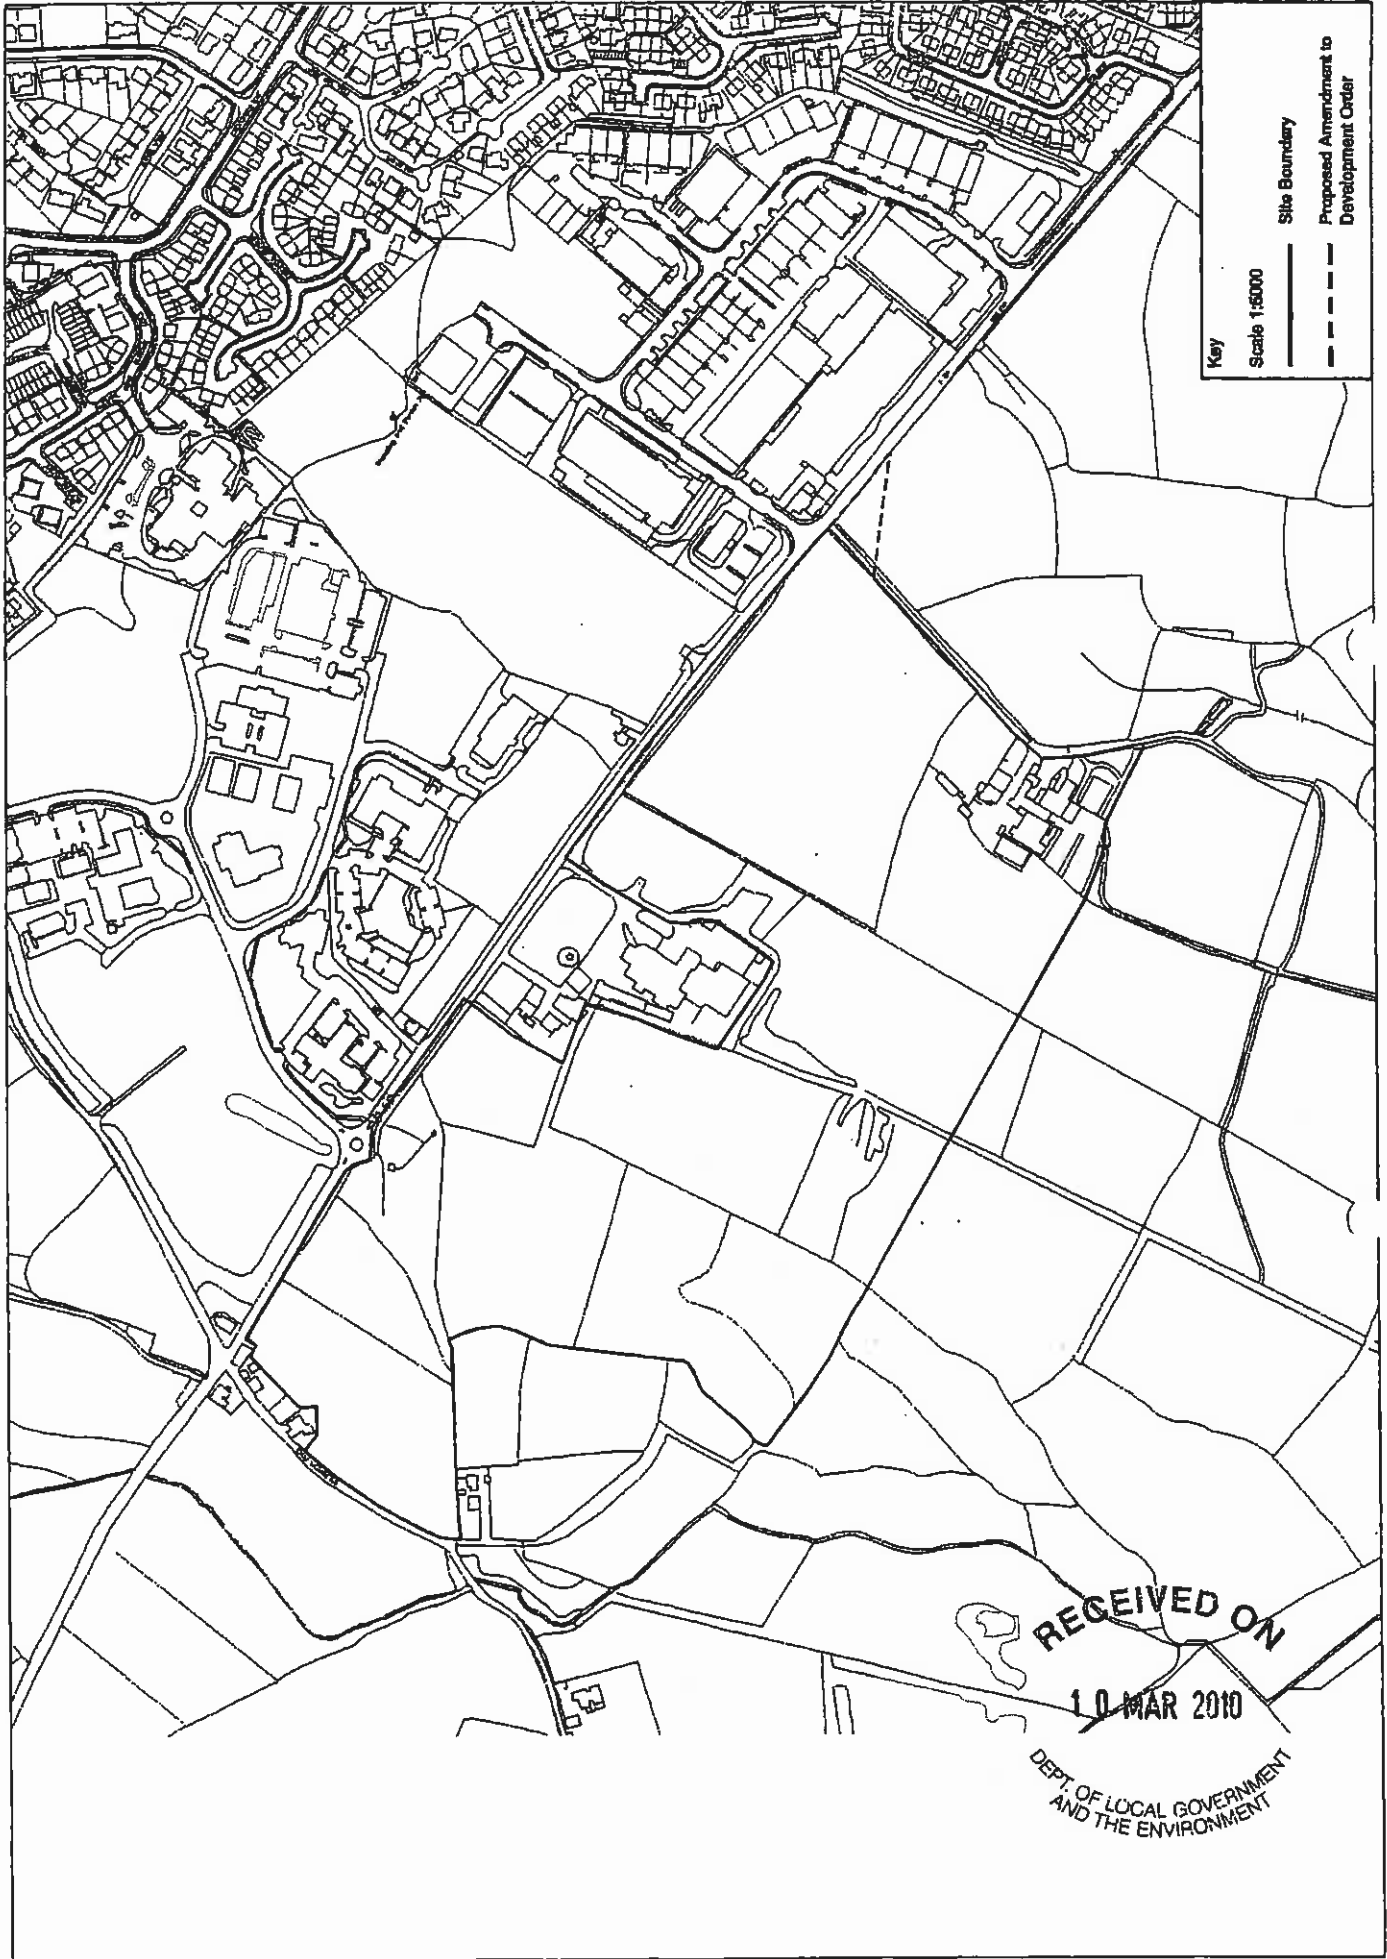 Key
Scale 1:5000
Site Boundary
Proposed Amendment to
Development Order
RECEIVED ON
10 MAR 2010
DEPT. OF LOCAL GOVERNMENT
AND THE ENVIRONMENT